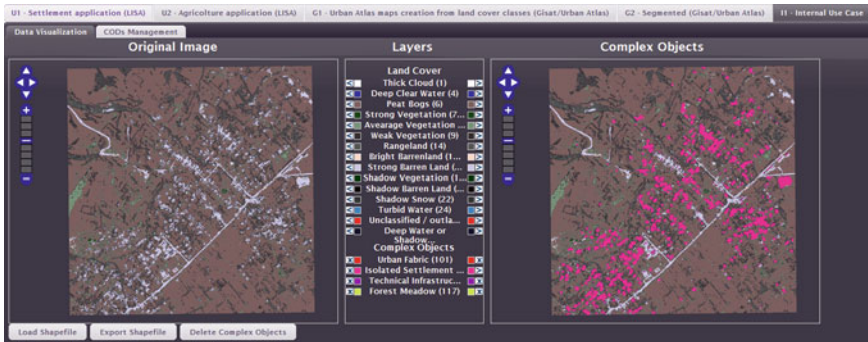 U1 - Settlement application (LISA) U2 - Agricolture application (LISA) G1 - Urban Atlas maps creation from land cover classes (Gisat/Urban Atlas) G2 - Segmented (Gisat/Urban Atlas) I1 - Internal Use Case
Data Visualization CODs Management
Original Image Layers Complex Objects
Land Cover
Thick Cloud (1)
Deep Clear Water (4)
Peat Bogs (6)
Strong Vegetation (7...
Avearage Vegetation ...
Weak Vegetation (9)
Rangeland (14)
Bright Barrenland (1...
Strong Barren Land (...
Shadow Vegetation (1...
Shadow Barren Land (...
Shadow Snow (22)
Turbid Water (24)
Unclassified / outla...
Deep Water or
Shadow...
Complex Objects
Urban Fabric (101)
Isolated Settlement ...
Technical Infrastruc...
Forest Meadow (117)
Load Shapefile Export Shapefile Delete Complex Objects